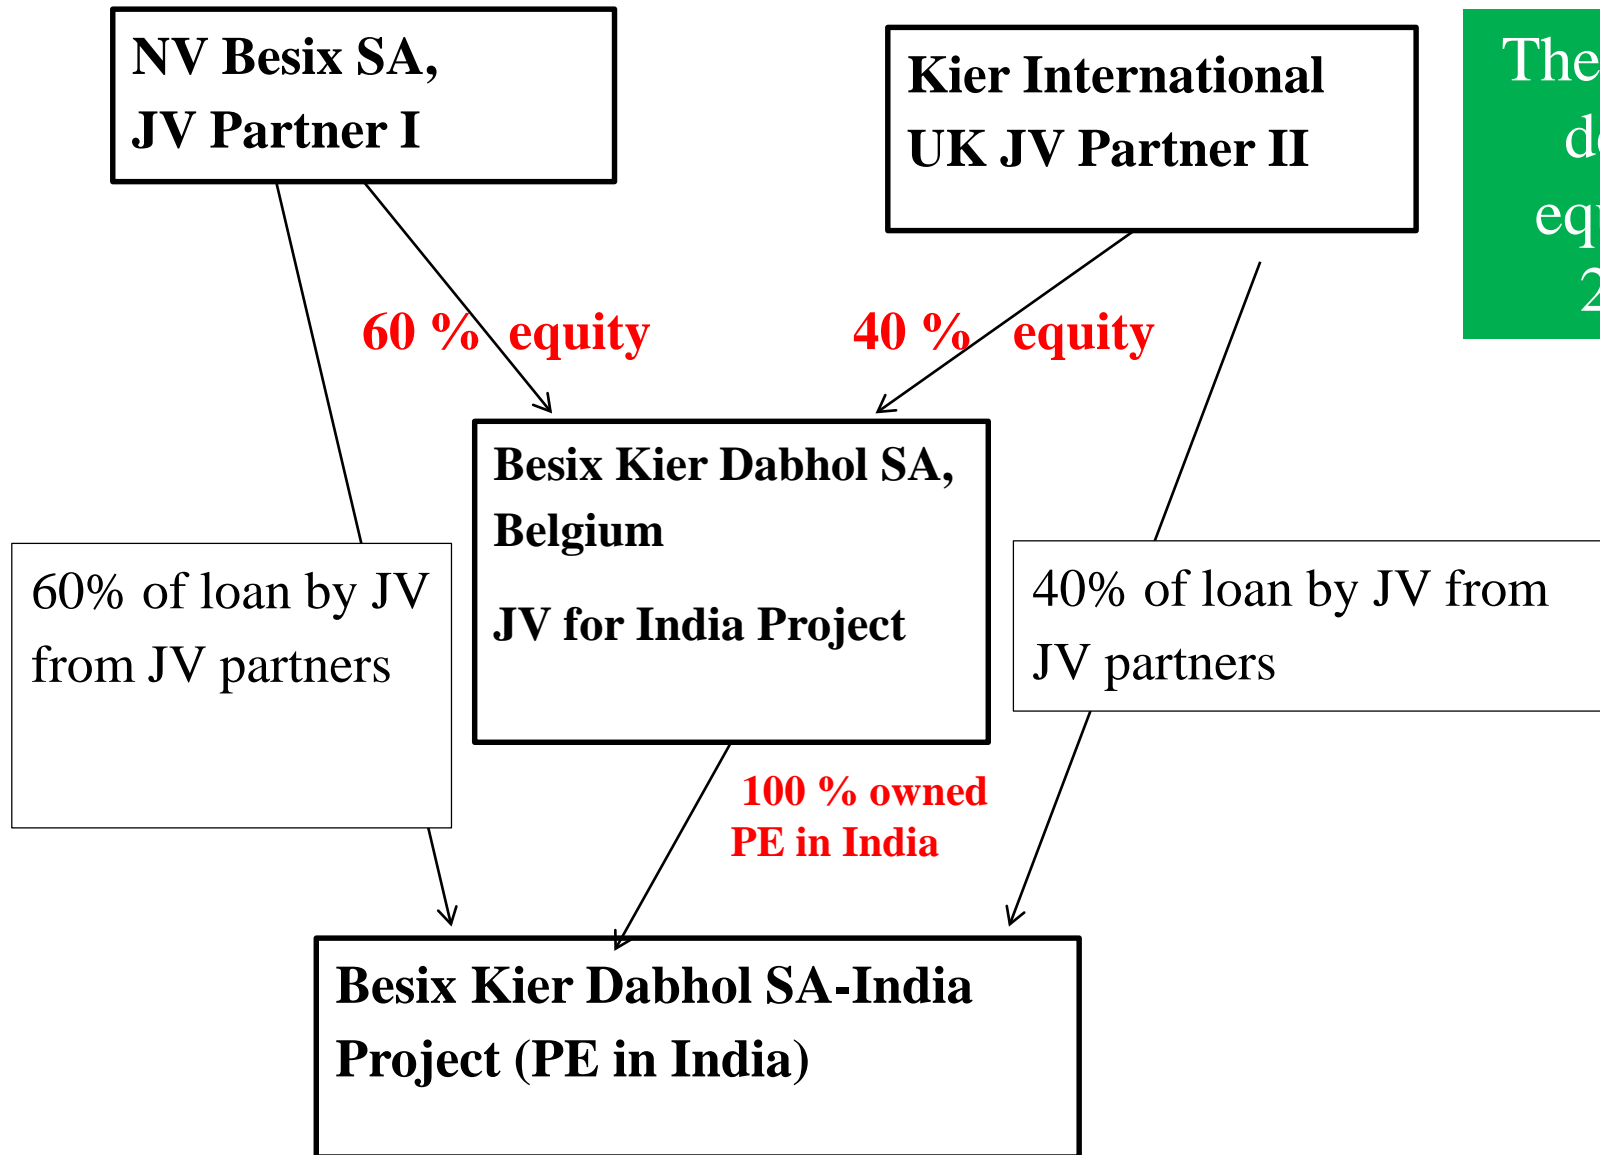 NV Besix SA,
JV Partner I
Kier International
UK JV Partner II
The
60 % equity
40 % equity
Besix Kier Dabhol SA,
Belgium
JV for India Project
60% of loan by JV
from JV partners
40% of loan by JV from
JV partners
100 % owned
PE in India
Besix Kier Dabhol SA-India
Project (PE in India)